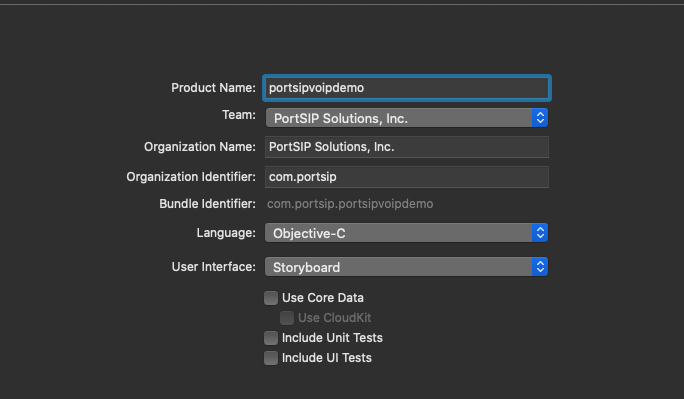 Product Name: portsipvoipdemo
Team: PortSIP Solutions, Inc.
Organization Name: PortSIP Solutions, Inc.
Organization Identifier: com.portsip
Bundle Identifier: com.portsip.portsipvoipdemo
Language: Objective-C
User Interface: Storyboard
Use Core Data
Use CloudKit
Include Unit Tests
Include UI Tests